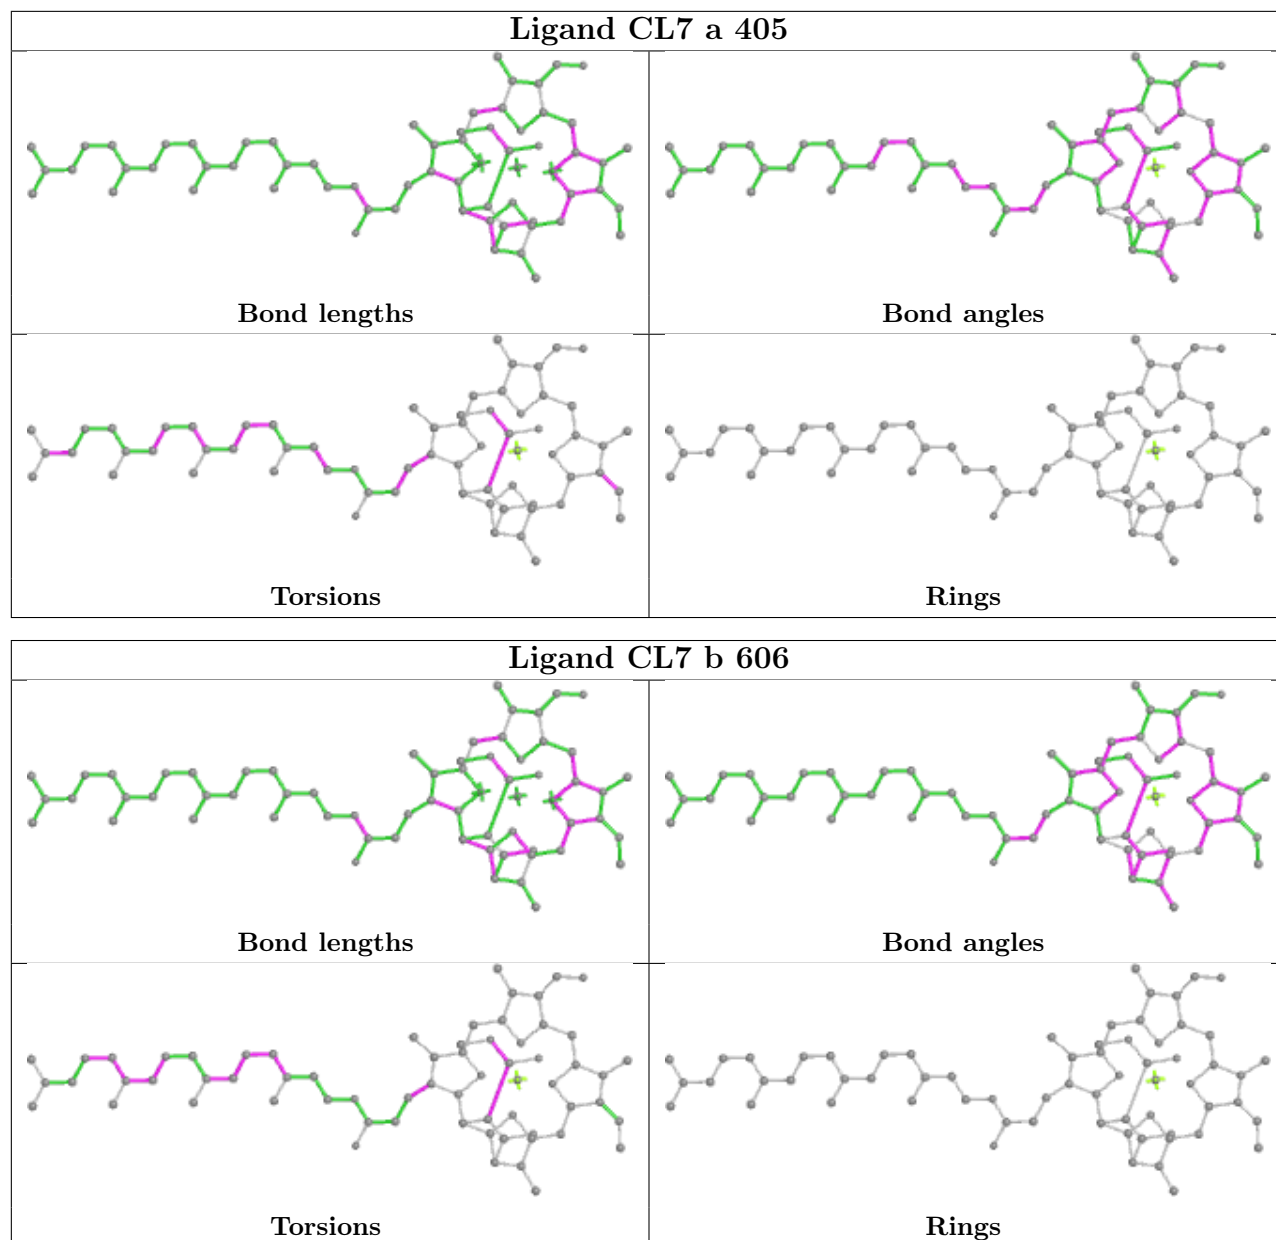 Ligand CL7 a 405
Bond lengths
Bond angles
Torsions
Rings
Ligand CL7 b 606
Bond lengths
Bond angles
Torsions
Rings